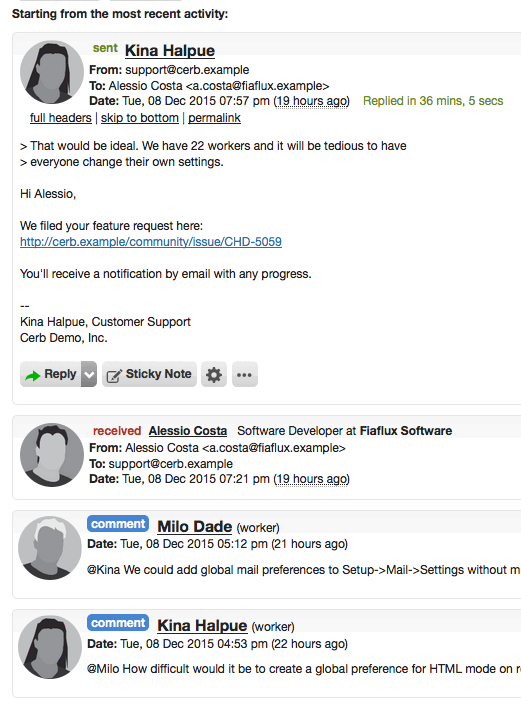 Starting from the most recent activity:
sent Kina Halpue
From: support@cerb.example
To: Alessio Costa <a.costa@fiaflux.example>
Date: Tue, 08 Dec 2015 07:57 pm (19 hours ago) Replied in 36 mins, 5 secs
full headers | skip to bottom | permalink
> That would be ideal. We have 22 workers and it will be tedious to have
> everyone change their own settings.
Hi Alessio,
We filed your feature request here:
http://cerb.example/community/issue/CHD-5059
You'll receive a notification by email with any progress.
--
Kina Halpue, Customer Support
Cerb Demo, Inc.
Reply Sticky Note
received Alessio Costa Software Developer at Fiaflux Software
From: Alessio Costa <a.costa@fiaflux.example>
To: support@cerb.example
Date: Tue, 08 Dec 2015 07:21 pm (19 hours ago)
comment Milo Dade (worker)
Date: Tue, 08 Dec 2015 05:12 pm (21 hours ago)
@Kina We could add global mail preferences to Setup->Mail->Settings without
comment Kina Halpue (worker)
Date: Tue, 08 Dec 2015 04:53 pm (22 hours ago)
@Milo How difficult would it be to create a global preference for HTML mode on